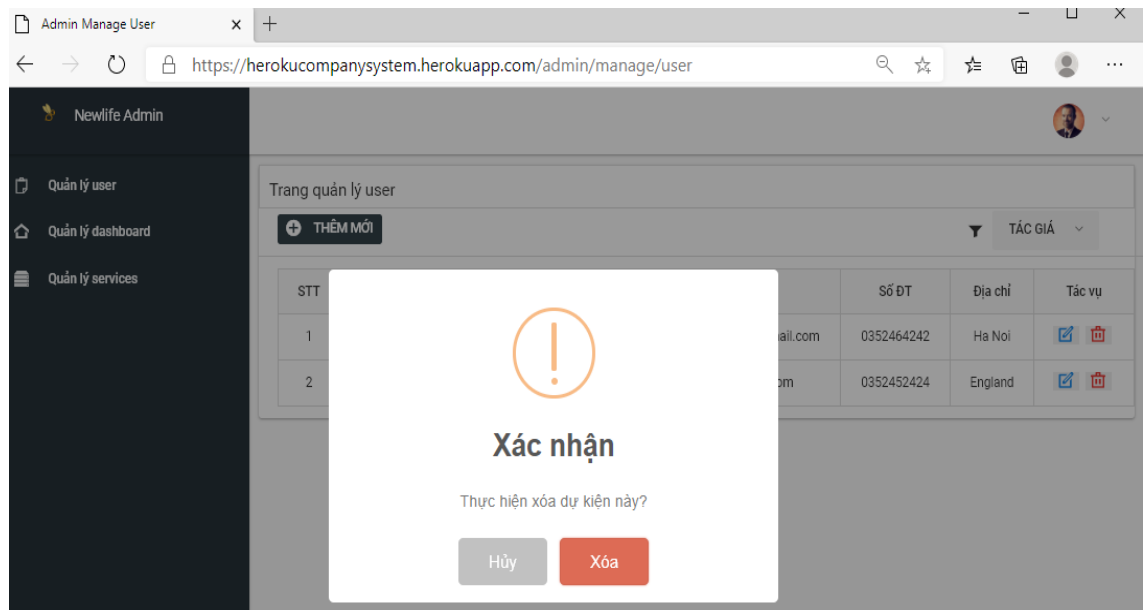 Admin Manage User
https://herokucompanysystem.herokuapp.com/admin/manage/user
Newlife Admin
Quản lý user
Quản lý dashboard
Quản lý services
Trang quản lý user
THÊM MỚI
TÁC GIÁ
STT Số ĐT Địa chỉ Tác vụ
1 ail.com 0352464242 Ha Noi
2 om 0352452424 England
Xác nhận
Thực hiện xóa dự kiện này?
Hủy Xóa